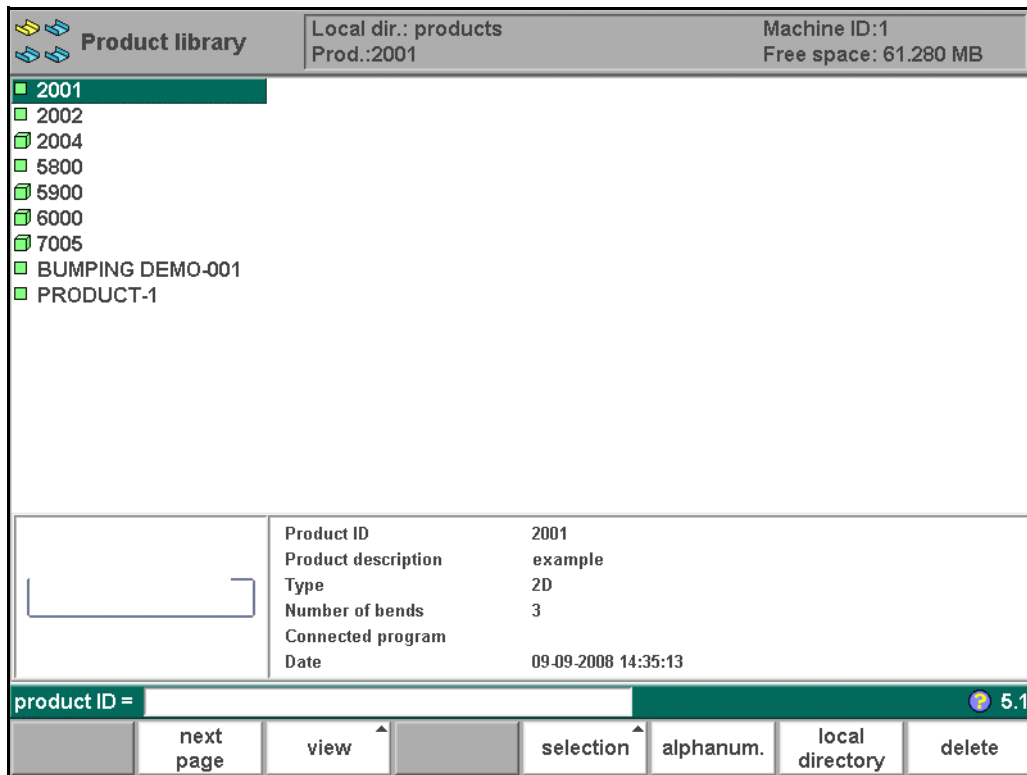 Product library
Local dir.: products
Machine ID:1
Prod.:2001
Free space: 61.280 MB
2001
2002
2004
5800
5900
6000
7005
BUMPING DEMO-001
PRODUCT-1
Product ID 2001
Product description example
Type 2D
Number of bends 3
Connected program
Date 09-09-2008 14:35:13
product ID =
? 5.1
next page
view
selection
alphanum.
local directory
delete